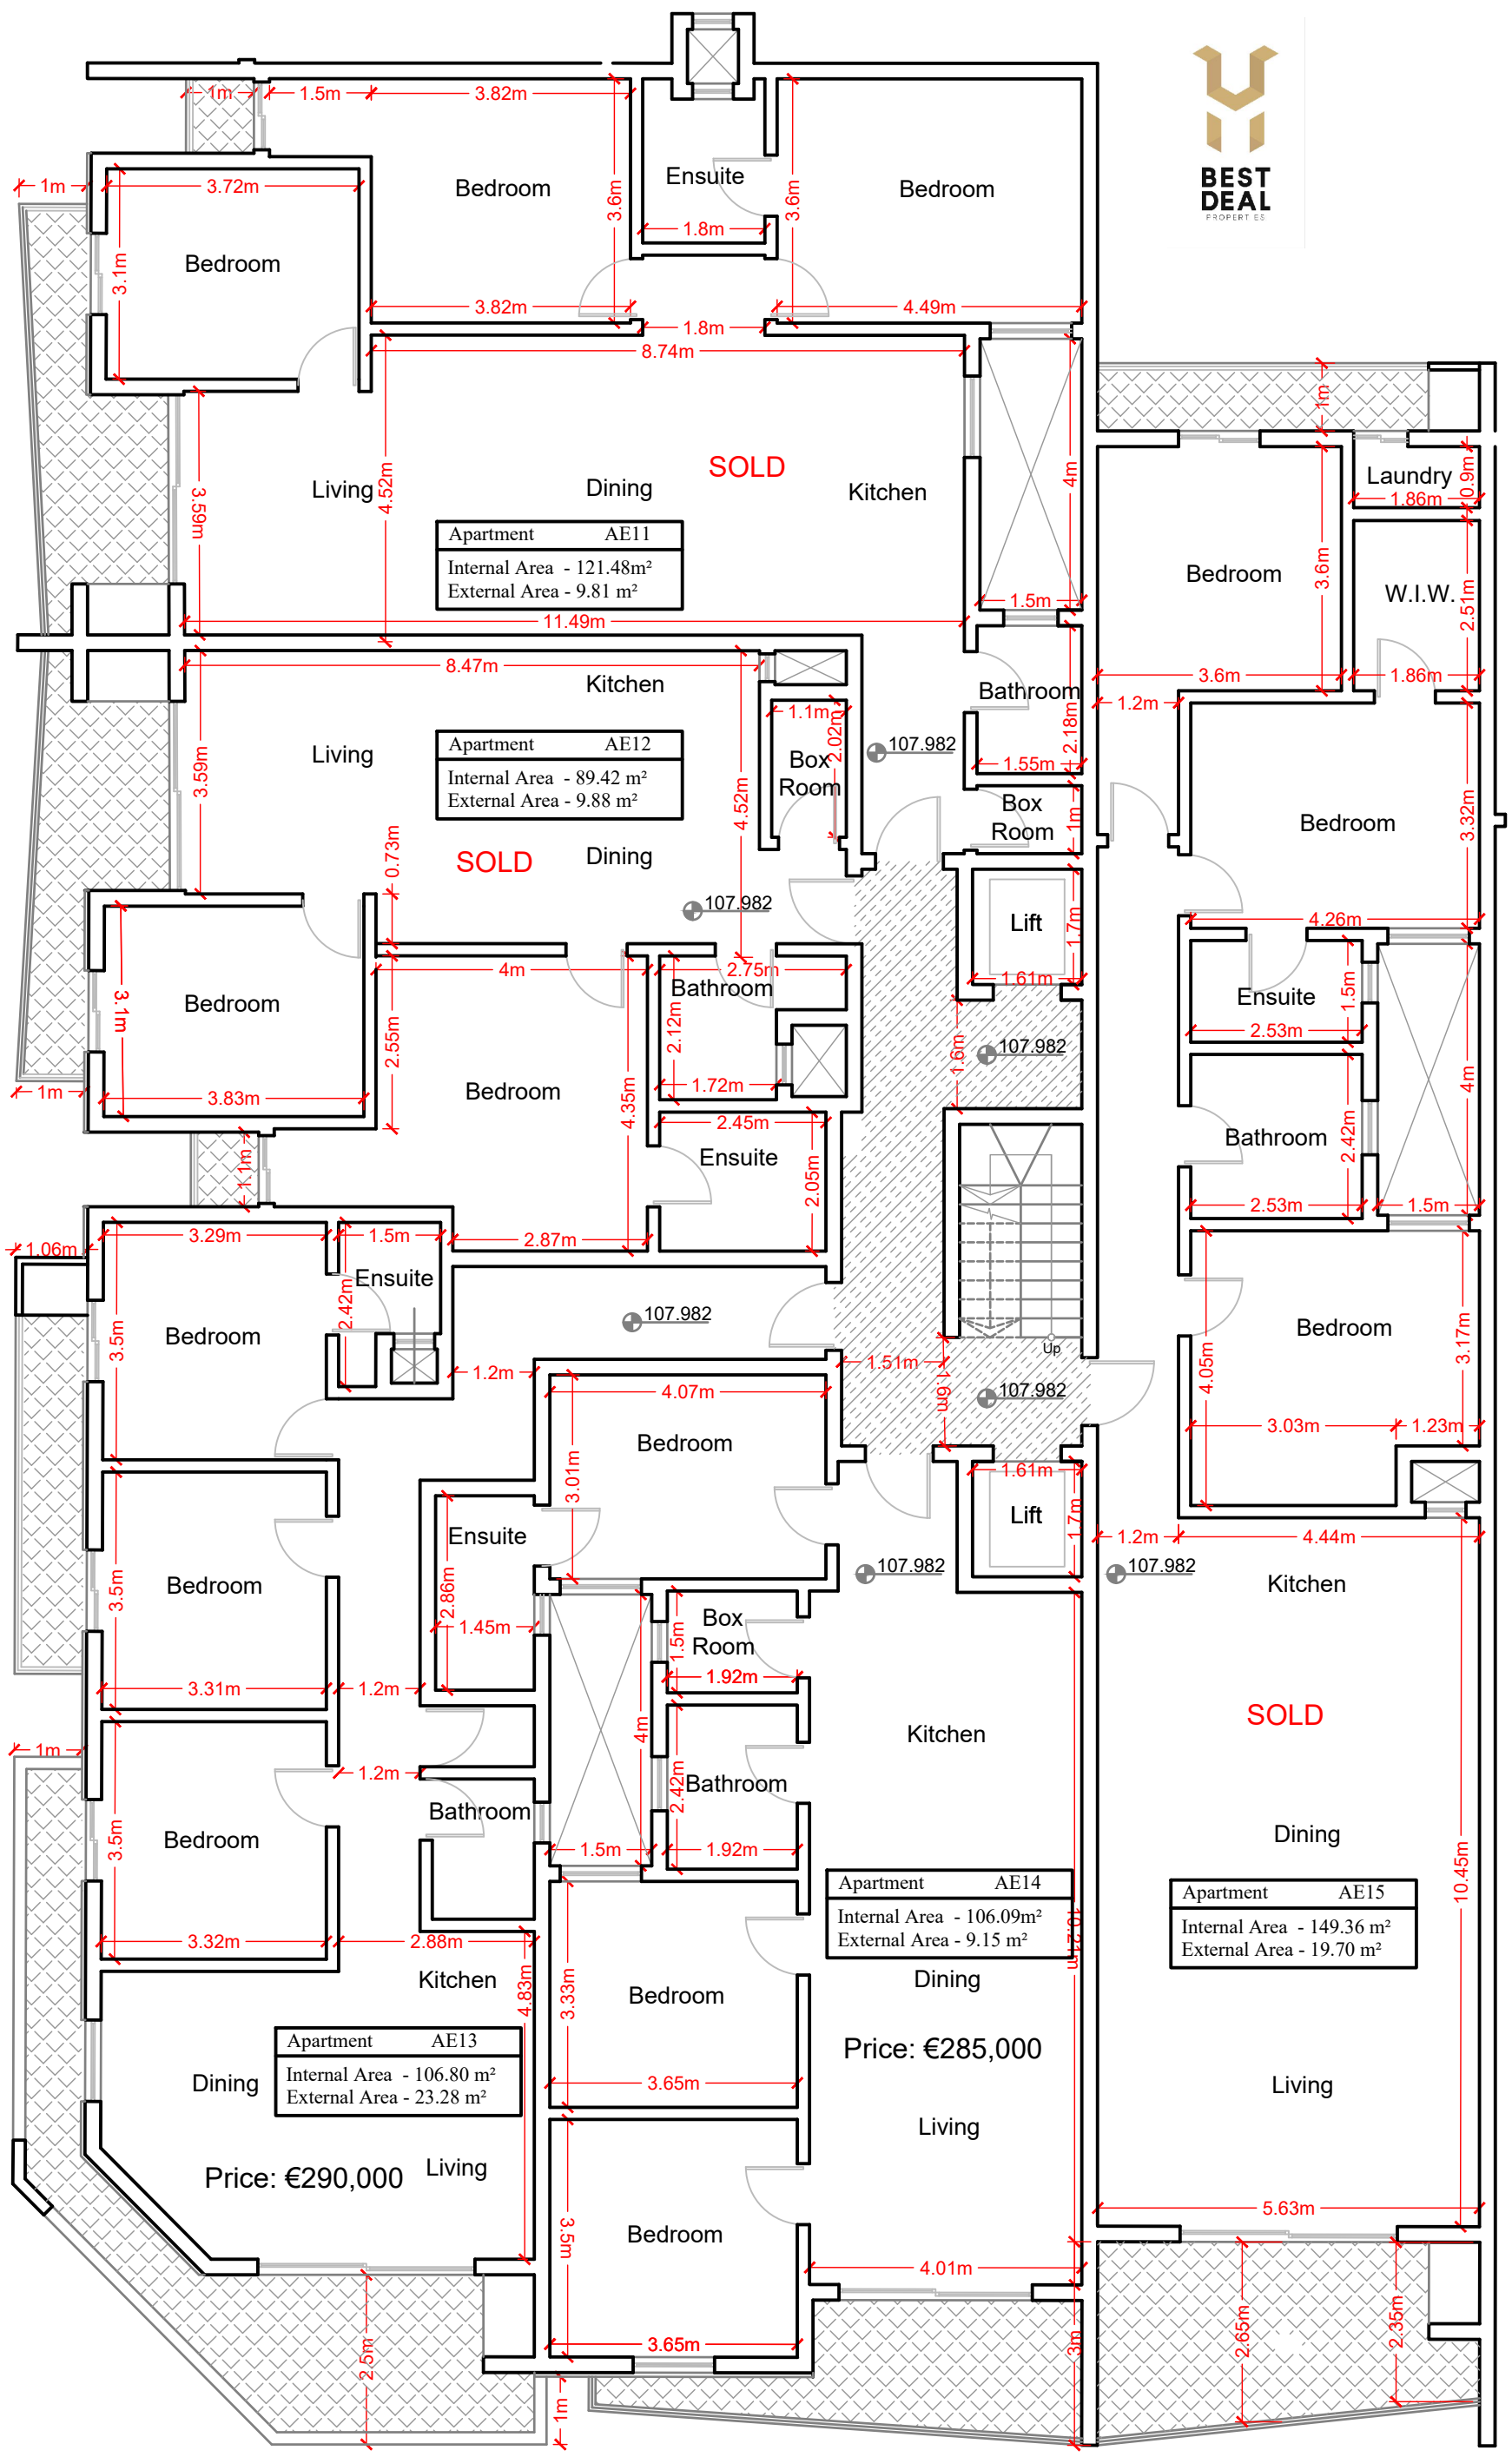 BEST
DEAL
PROPERTIES
1m
1.5m
3.82m
1m
3.72m
3.1m
Bedroom
Bedroom
3.6m
3.82m
Ensuite
1.8m
3.6m
Bedroom
4.49m
1.8m
8.74m
3.59m
4.52m
Living
Dining
SOLD
Kitchen
4m
1.5m
Apartment AE11
Internal Area - 121.48m²
External Area - 9.81 m²
11.49m
8.47m
Kitchen
Living
3.59m
Apartment AE12
Internal Area - 89.42 m²
External Area - 9.88 m²
SOLD
Dining
4.52m
0.73m
1.1m
2.02m
Box
Room
107.982
107.982
Bathroom
2.18m
1.55m
Box
Room
1m
Lift
1.7m
1.61m
1.6m
107.982
Bedroom
3.1m
3.83m
1m
1.1m
4m
2.55m
Bedroom
4.35m
2.87m
2.75m
Bathroom
2.12m
1.72m
2.45m
Ensuite
2.05m
1m
Laundry
0.9m
1.86m
Bedroom
3.6m
3.6m
W.I.W.
2.51m
1.86m
1.2m
Bedroom
3.32m
4.26m
Ensuite
1.5m
2.53m
Bathroom
2.42m
2.53m
4m
1.5m
Bedroom
4.05m
3.17m
3.03m
1.23m
1.2m
4.44m
107.982
Kitchen
SOLD
Dining
10.45m
Apartment AE15
Internal Area - 149.36 m²
External Area - 19.70 m²
Living
5.63m
2.65m
2.35m
1.06m
3.29m
1.5m
Ensuite
2.42m
Bedroom
3.5m
107.982
1.2m
Up
1.51m
1.6m
107.982
4.07m
Bedroom
3.01m
1.61m
Lift
1.7m
107.982
Ensuite
2.86m
1.45m
Bedroom
3.5m
3.31m
1.2m
1m
1.2m
Bedroom
3.5m
3.32m
2.88m
Bathroom
Kitchen
4.83m
Box
Room
1.5m
1.92m
4m
1.5m
Bathroom
2.42m
1.92m
Kitchen
Apartment AE14
Internal Area - 106.09m²
External Area - 9.15 m²
10.21m
Dining
Price: €285,000
Living
4.01m
3m
Bedroom
3.33m
3.65m
Bedroom
3.5m
3.65m
1m
Apartment AE13
Internal Area - 106.80 m²
External Area - 23.28 m²
Dining
Living
Price: €290,000
2.5m